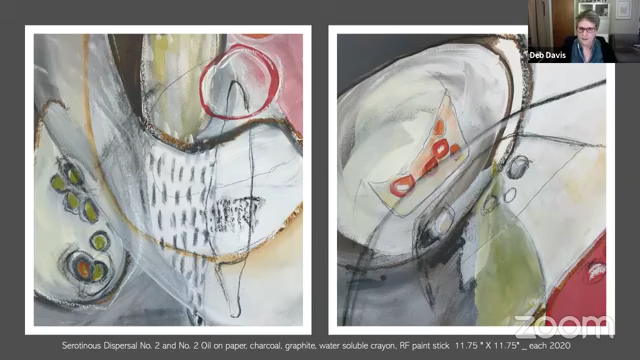 Deb Davis
Serotinous Dispersal No. 2 and No. 2 Oil on paper, charcoal, graphite, water soluble crayon, RF paint stick 11.75 " X 11.75" _ each 2020
zoom